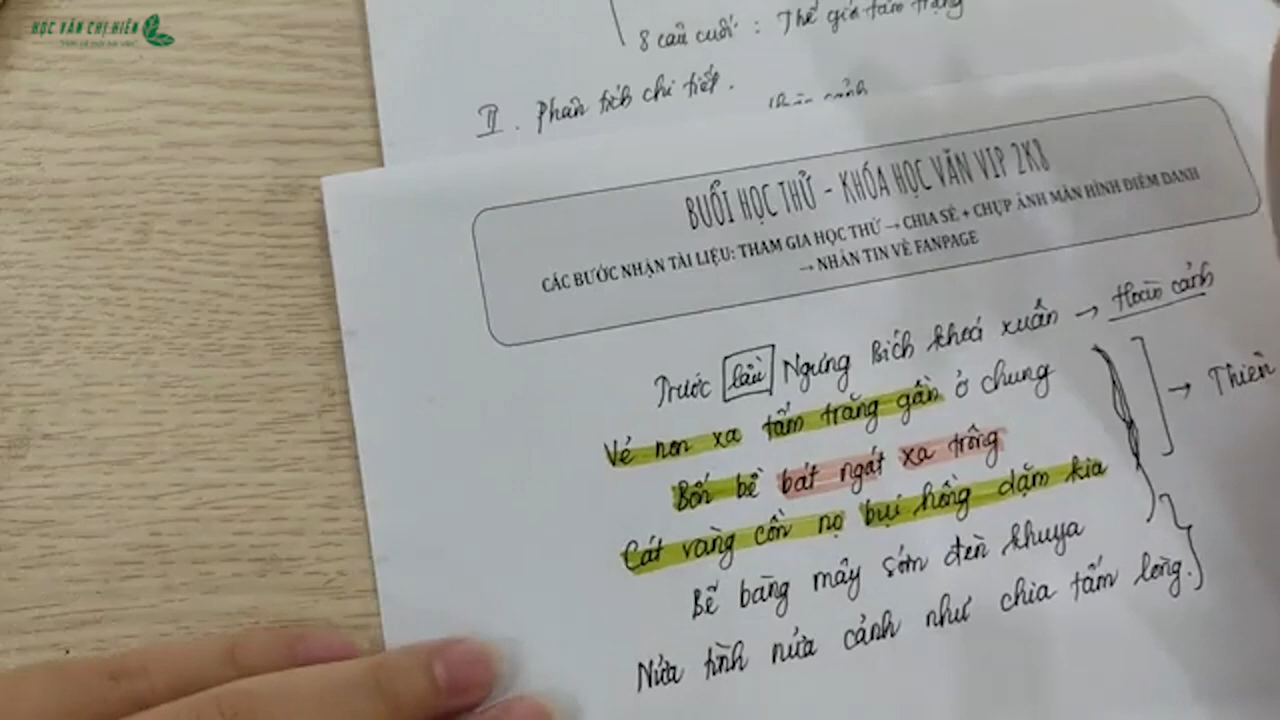 HỌC VĂN CHỊ HIÊN
8 câu cuối : Thế giới tâm trạng
II. Phân tích chi tiết.
BUỔI HỌC THỬ - KHÓA HỌC VĂN VIP 2K8
CÁC BƯỚC NHẬN TÀI LIỆU: THAM GIA HỌC THỬ → CHIA SẺ + CHỤP ẢNH MÀN HÌNH ĐIỂM DANH
→ NHẮN TIN VỀ FANPAGE
Trước lầu Ngưng Bích khoá xuân → Hoàn cảnh
Vẻ non xa tấm trăng gần ở chung
→ Thiên
Bốn bề bát ngát xa trông
Cát vàng cồn nọ bụi hồng dặm kia
Bẽ bàng mây sớm đèn khuya
Nửa tình nửa cảnh như chia tấm lòng.